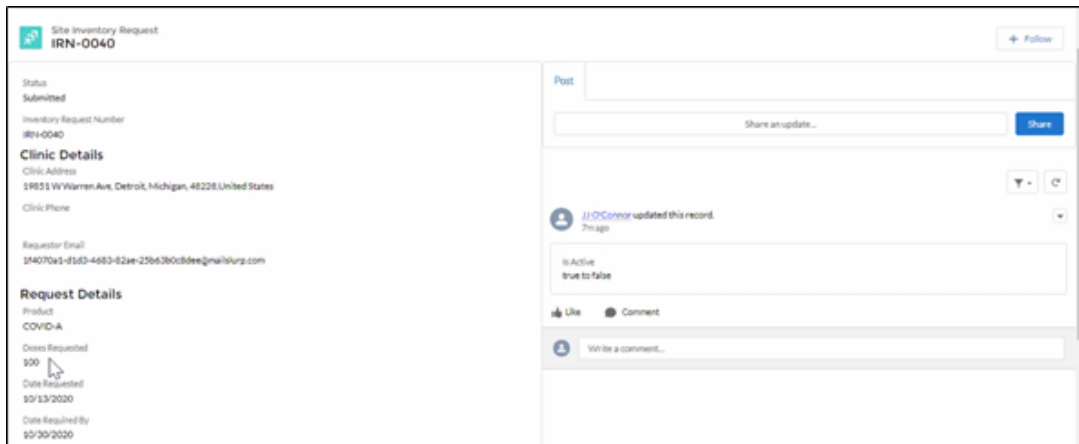 Site Inventory Request
IRN-0040
+ Follow
Status
Submitted
Inventory Request Number
IRN-0040
Clinic Details
Clinic Address
19851 W Warren Ave, Detroit, Michigan, 48228, United States
Clinic Phone
Requestor Email
1f4070a1-d1d3-4683-82ae-25b63b0c8dee@mailslurp.com
Request Details
Product
COVID-A
Doses Requested
100
Date Requested
10/13/2020
Date Required By
10/30/2020
Post
Share an update...
Share
JJ O'Connor updated this record.
7m ago
Is Active
true to false
Like
Comment
Write a comment...